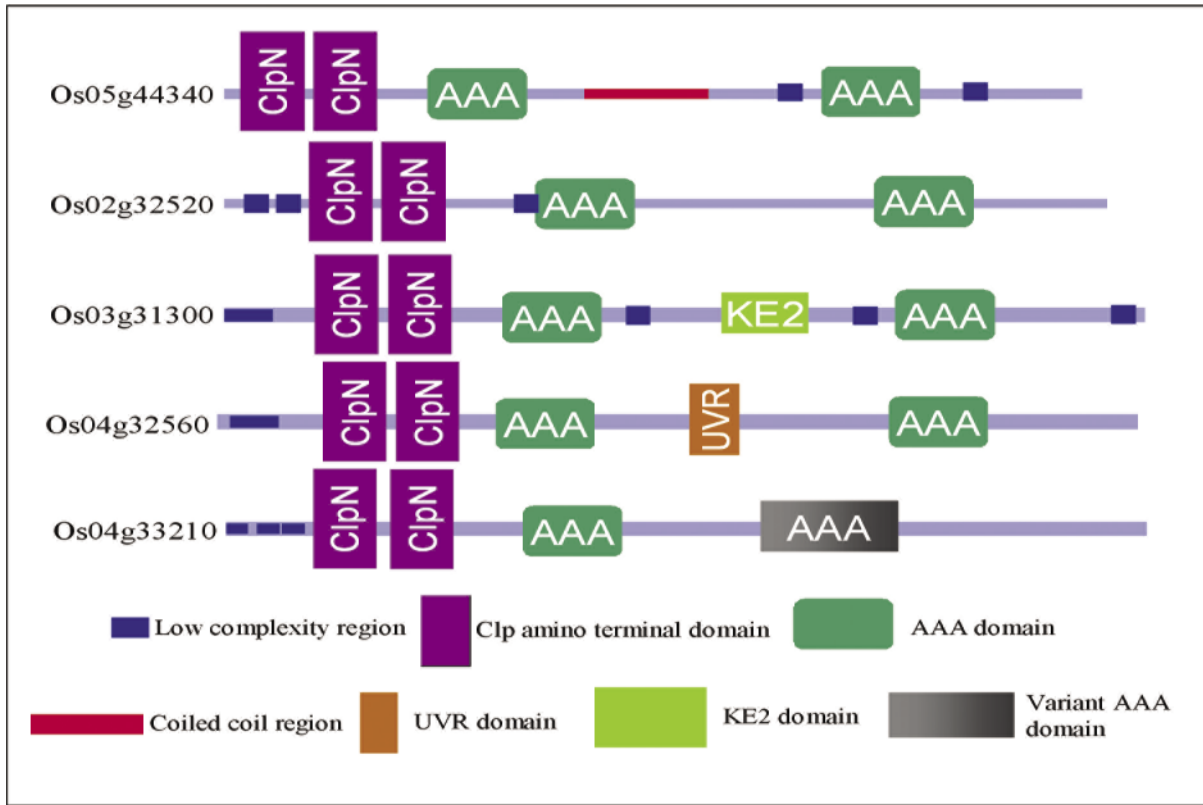 Os05g44340 ClpN ClpN AAA AAA
Os02g32520 ClpN ClpN AAA AAA
Os03g31300 ClpN ClpN AAA KE2 AAA
Os04g32560 ClpN ClpN AAA UVR AAA
Os04g33210 ClpN ClpN AAA AAA
Low complexity region Clp amino terminal domain AAA domain
Coiled coil region UVR domain KE2 domain Variant AAA
domain